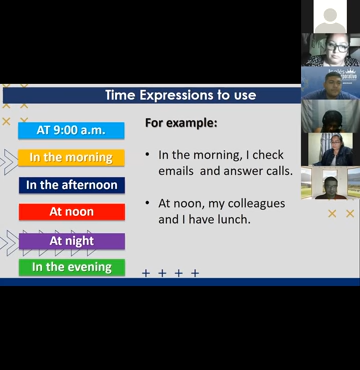 Time Expressions to use
AT 9:00 a.m.
In the morning
In the afternoon
At noon
At night
In the evening
For example:
• In the morning, I check
emails and answer calls.
• At noon, my colleagues
and I have lunch.